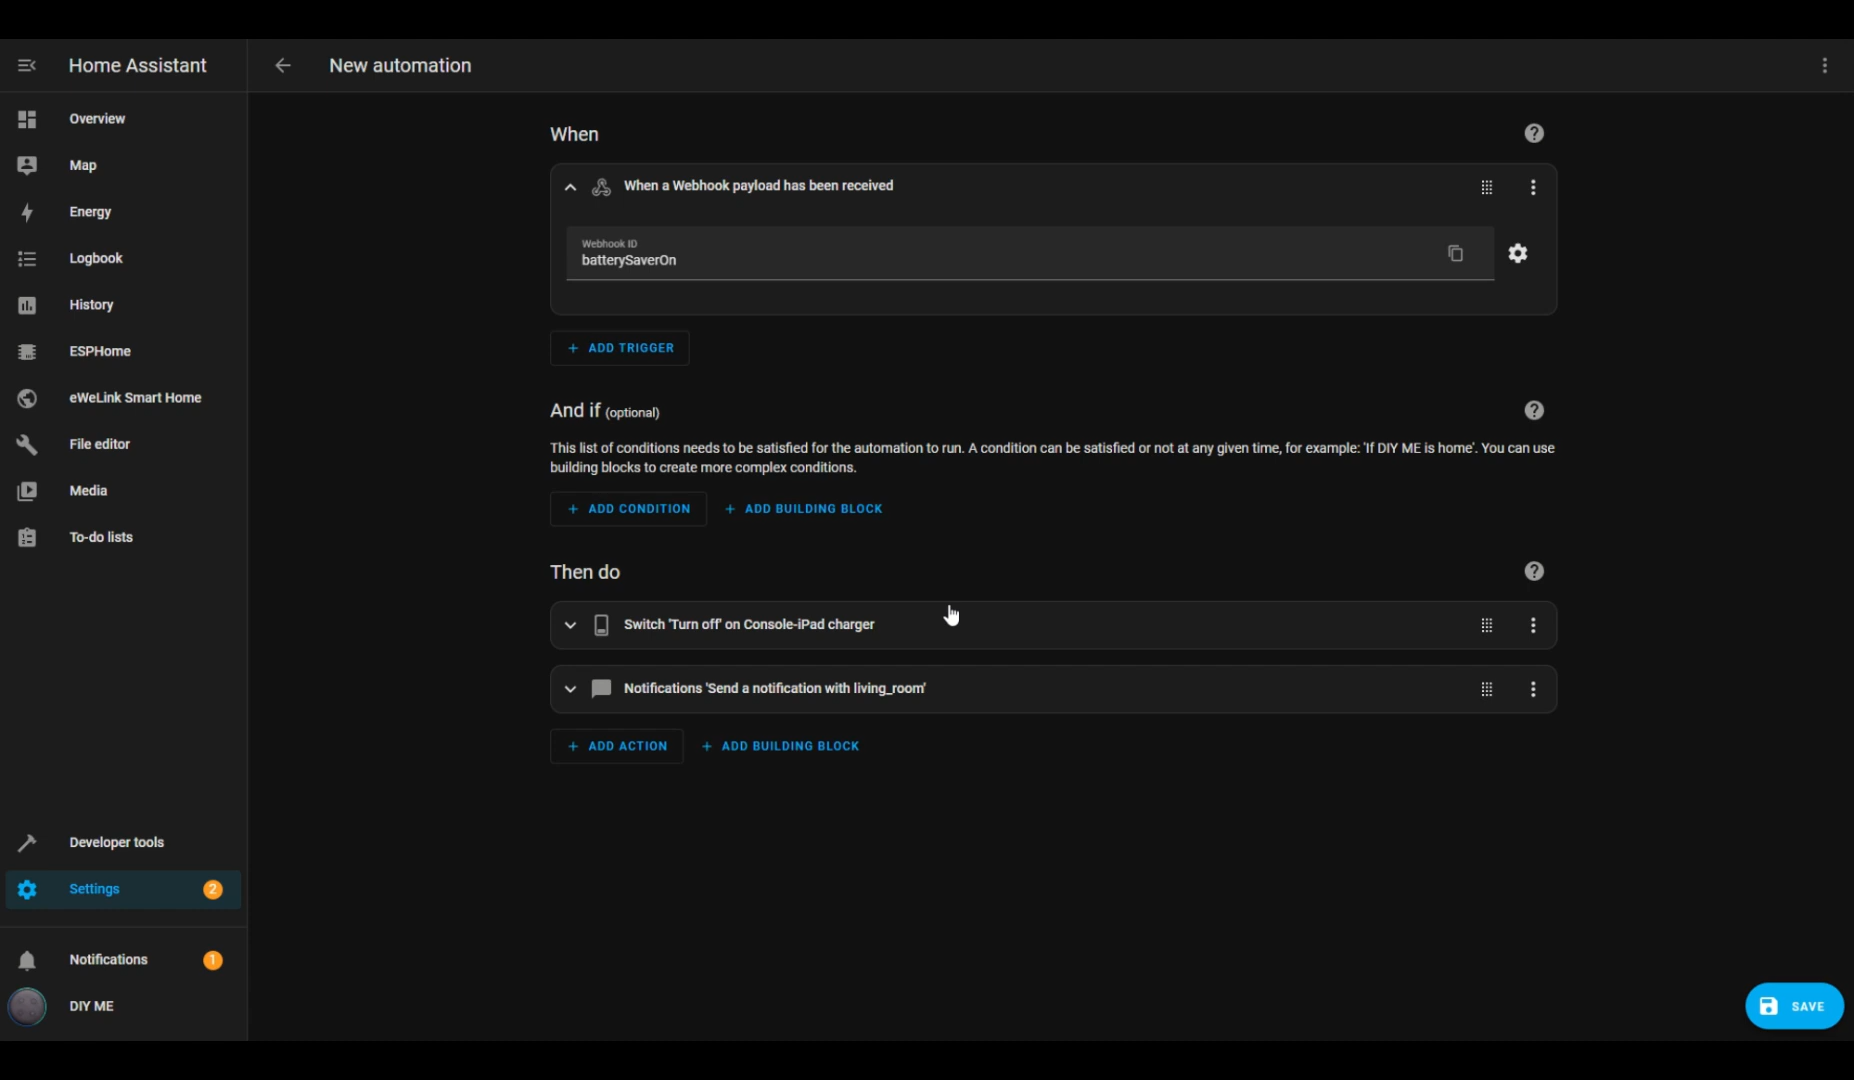 Home Assistant
New automation
Overview
Map
Energy
Logbook
History
ESPHome
eWeLink Smart Home
File editor
Media
To-do lists
Developer tools
Settings 2
Notifications 1
DIY ME
When
When a Webhook payload has been received
Webhook ID
batterySaverOn
+ ADD TRIGGER
And if (optional)
This list of conditions needs to be satisfied for the automation to run. A condition can be satisfied or not at any given time, for example: 'If DIY ME is home'. You can use
building blocks to create more complex conditions.
+ ADD CONDITION + ADD BUILDING BLOCK
Then do
Switch 'Turn off' on Console-iPad charger
Notifications 'Send a notification with living_room'
+ ADD ACTION + ADD BUILDING BLOCK
SAVE